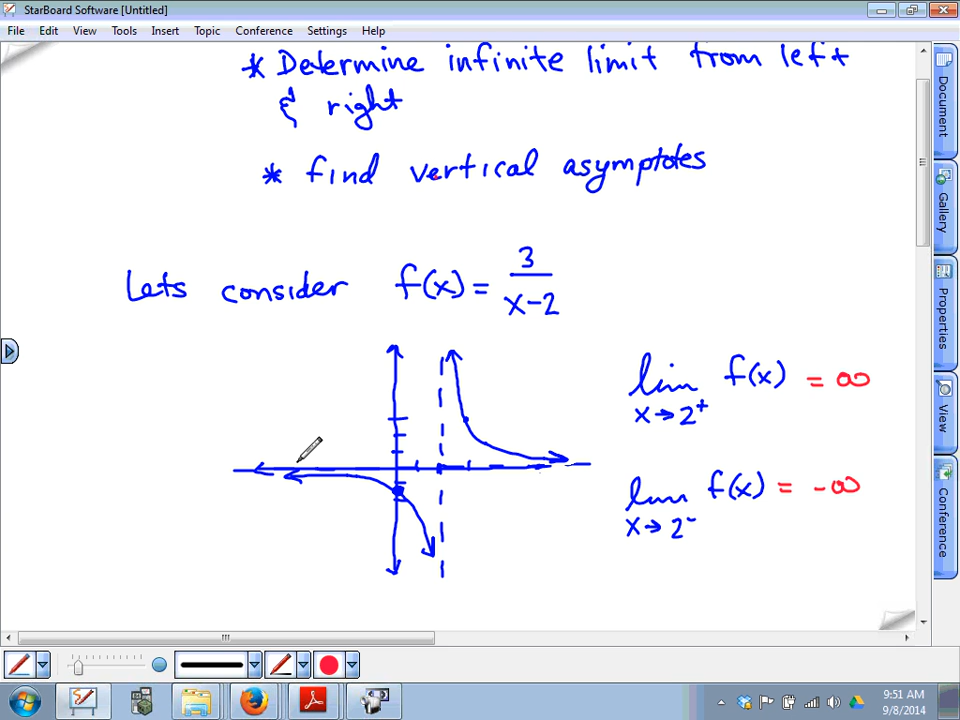 StarBoard Software [Untitled]
File Edit View Tools Insert Topic Conference Settings Help
* Determine infinite limit from left
& right
* find vertical asymptotes
Lets consider f(x) = 3
x-2
lim f(x) = ∞
x→2⁺
lim f(x) = -∞
x→2⁻
Document
Gallery
Properties
View
Conference
9:51 AM
9/8/2014